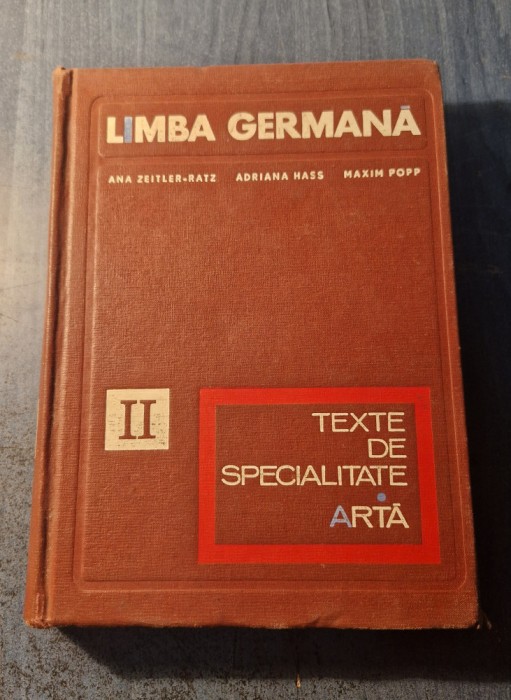 LIMBA GERMANĂ
ANA ZEITLER-RATZ ADRIANA HASS MAXIM POPP
II
TEXTE
DE
SPECIALITATE
ARTĂ